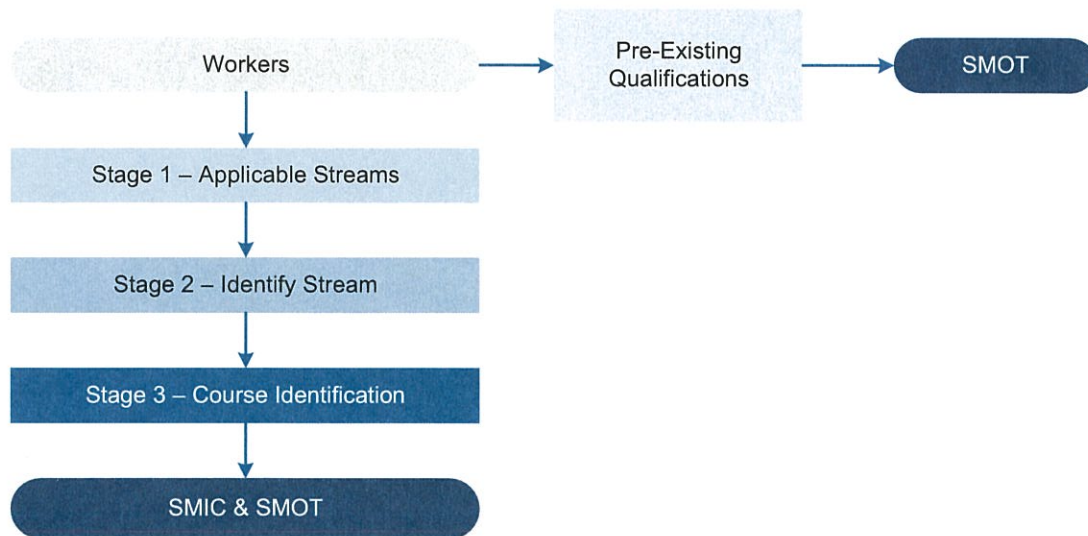 Workers
Pre-Existing
Qualifications
SMOT
Stage 1 – Applicable Streams
Stage 2 – Identify Stream
Stage 3 – Course Identification
SMIC & SMOT